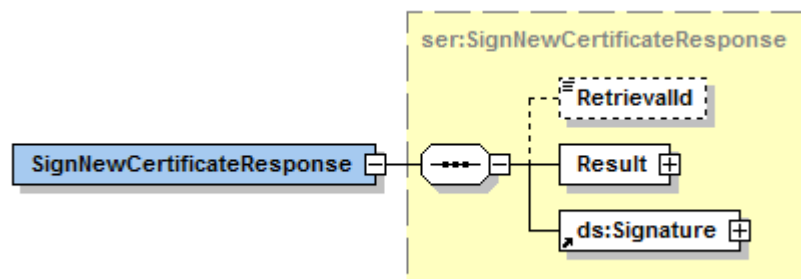 ser:SignNewCertificateResponse
RetrievalId
SignNewCertificateResponse
Result
ds:Signature